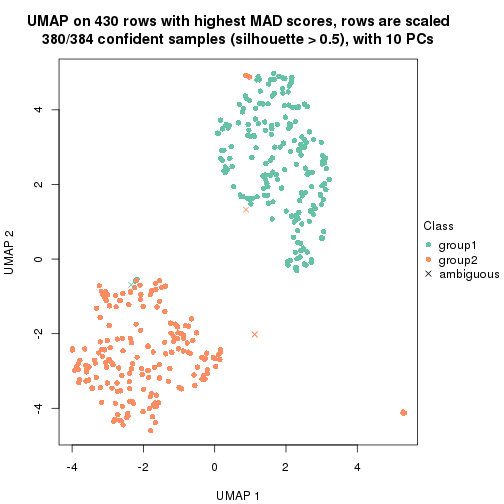 UMAP on 430 rows with highest MAD scores, rows are scaled
380/384 confident samples (silhouette > 0.5), with 10 PCs
4
2
0
-2
-4
UMAP 2
-4 -2 0 2 4
UMAP 1
Class
group1
group2
ambiguous